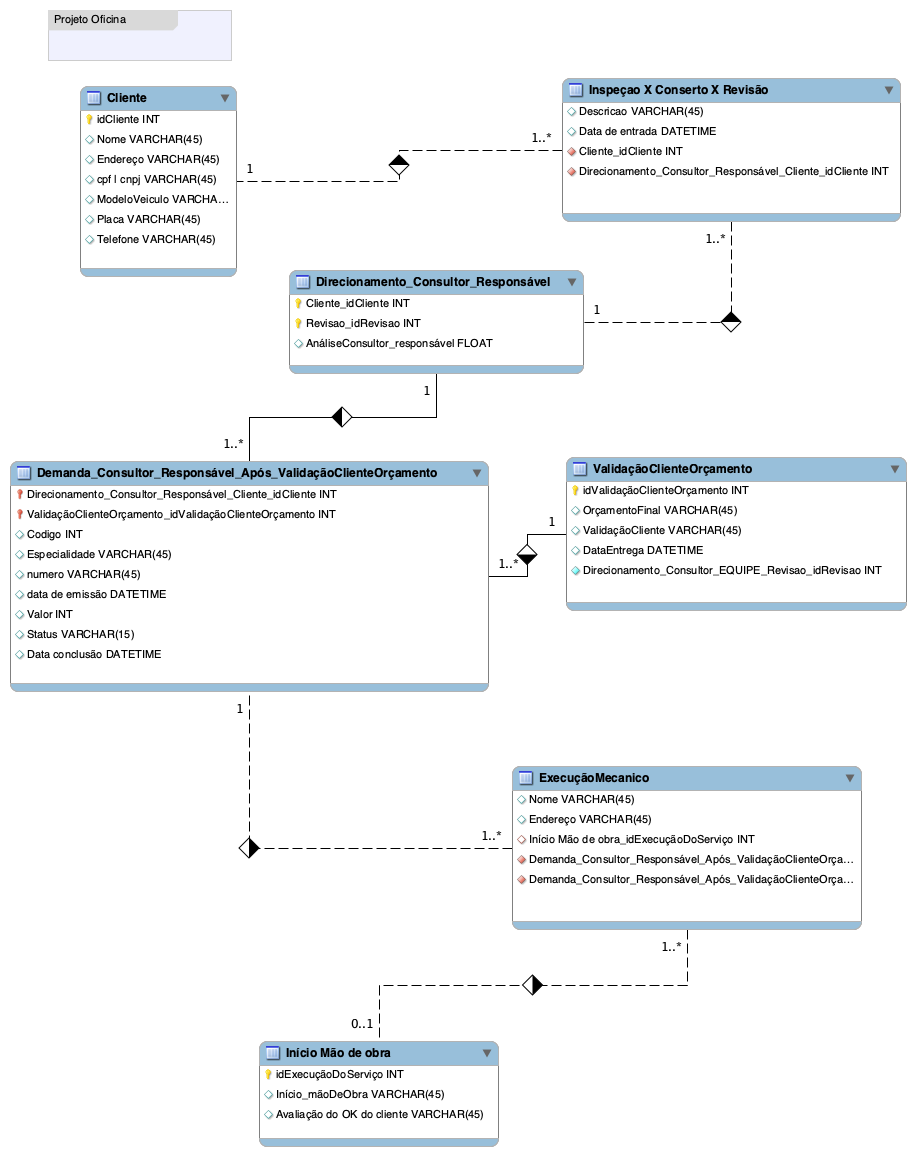 Projeto Oficina
Cliente
idCliente INT
Nome VARCHAR(45)
Endereço VARCHAR(45)
cpf | cnpj VARCHAR(45)
ModeloVeiculo VARCHA...
Placa VARCHAR(45)
Telefone VARCHAR(45)
1
1..*
Inspeçao X Conserto X Revisão
Descricao VARCHAR(45)
Data de entrada DATETIME
Cliente_idCliente INT
Direcionamento_Consultor_Responsável_Cliente_idCliente INT
1..*
1
Direcionamento_Consultor_Responsável
Cliente_idCliente INT
Revisao_idRevisao INT
AnáliseConsultor_responsável FLOAT
1
1..*
Demanda_Consultor_Responsável_Após_ValidaçãoClienteOrçamento
Direcionamento_Consultor_Responsável_Cliente_idCliente INT
ValidaçãoClienteOrçamento_idValidaçãoClienteOrçamento INT
Codigo INT
Especialidade VARCHAR(45)
numero VARCHAR(45)
data de emissão DATETIME
Valor INT
Status VARCHAR(15)
Data conclusão DATETIME
1..*
1
ValidaçãoClienteOrçamento
idValidaçãoClienteOrçamento INT
OrçamentoFinal VARCHAR(45)
ValidaçãoCliente VARCHAR(45)
DataEntrega DATETIME
Direcionamento_Consultor_EQUIPE_Revisao_idRevisao INT
1
1..*
ExecuçãoMecanico
Nome VARCHAR(45)
Endereço VARCHAR(45)
Início Mão de obra_idExecuçãoDoServiço INT
Demanda_Consultor_Responsável_Após_ValidaçãoClienteOrça...
Demanda_Consultor_Responsável_Após_ValidaçãoClienteOrça...
1..*
0..1
Início Mão de obra
idExecuçãoDoServiço INT
Início_mãoDeObra VARCHAR(45)
Avaliação do OK do cliente VARCHAR(45)